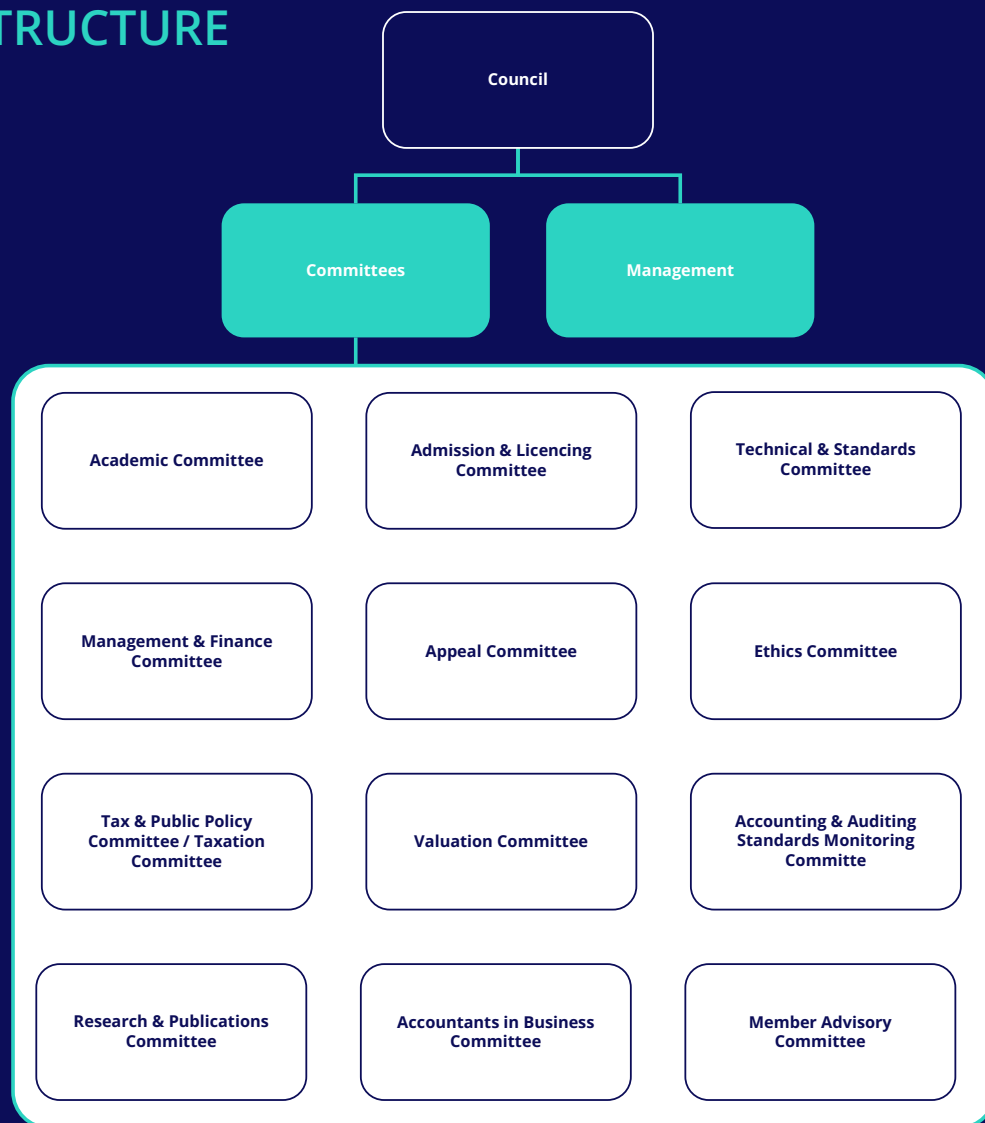 TRUCTURE
Council
Committees
Management
Academic Committee
Admission & Licencing
Committee
Technical & Standards
Committee
Management & Finance
Committee
Appeal Committee
Ethics Committee
Tax & Public Policy
Committee / Taxation
Committee
Valuation Committee
Accounting & Auditing
Standards Monitoring
Committe
Research & Publications
Committee
Accountants in Business
Committee
Member Advisory
Committee